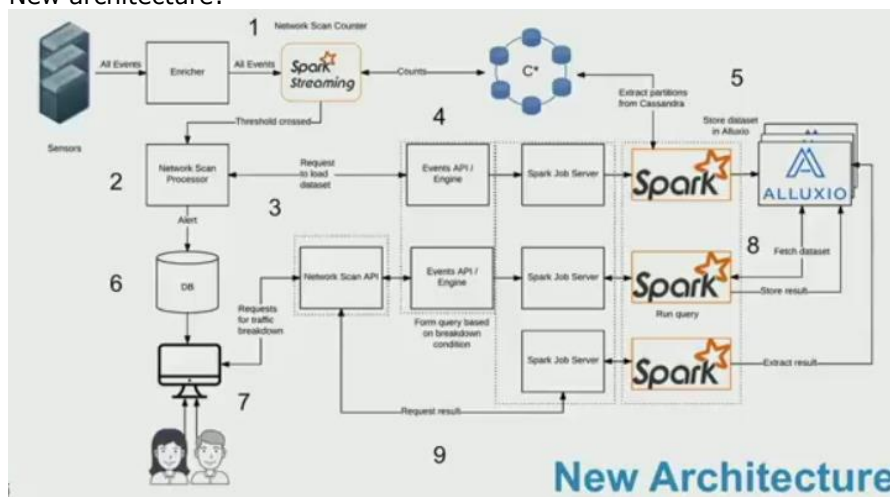 New architecture:
1
Network Scan Counter
All Events
Enricher
All Events
Spark
Streaming
Counts
C*
Sensors
Threshold crossed
Extract partitions
from Cassandra
5
Store dataset
in Alluxio
2
Network Scan
Processor
Request
to load
dataset
3
4
Events API /
Engine
Spark Job Server
Spark
ALLUXIO
Alert
6
DB
Requests
for traffic
breakdown
Network Scan API
Events API /
Engine
Form query based
on breakdown
condition
Spark Job Server
Spark
Run query
8
Fetch dataset
Store result
7
Spark Job Server
Spark
Extract result
Request result
9
New Architecture